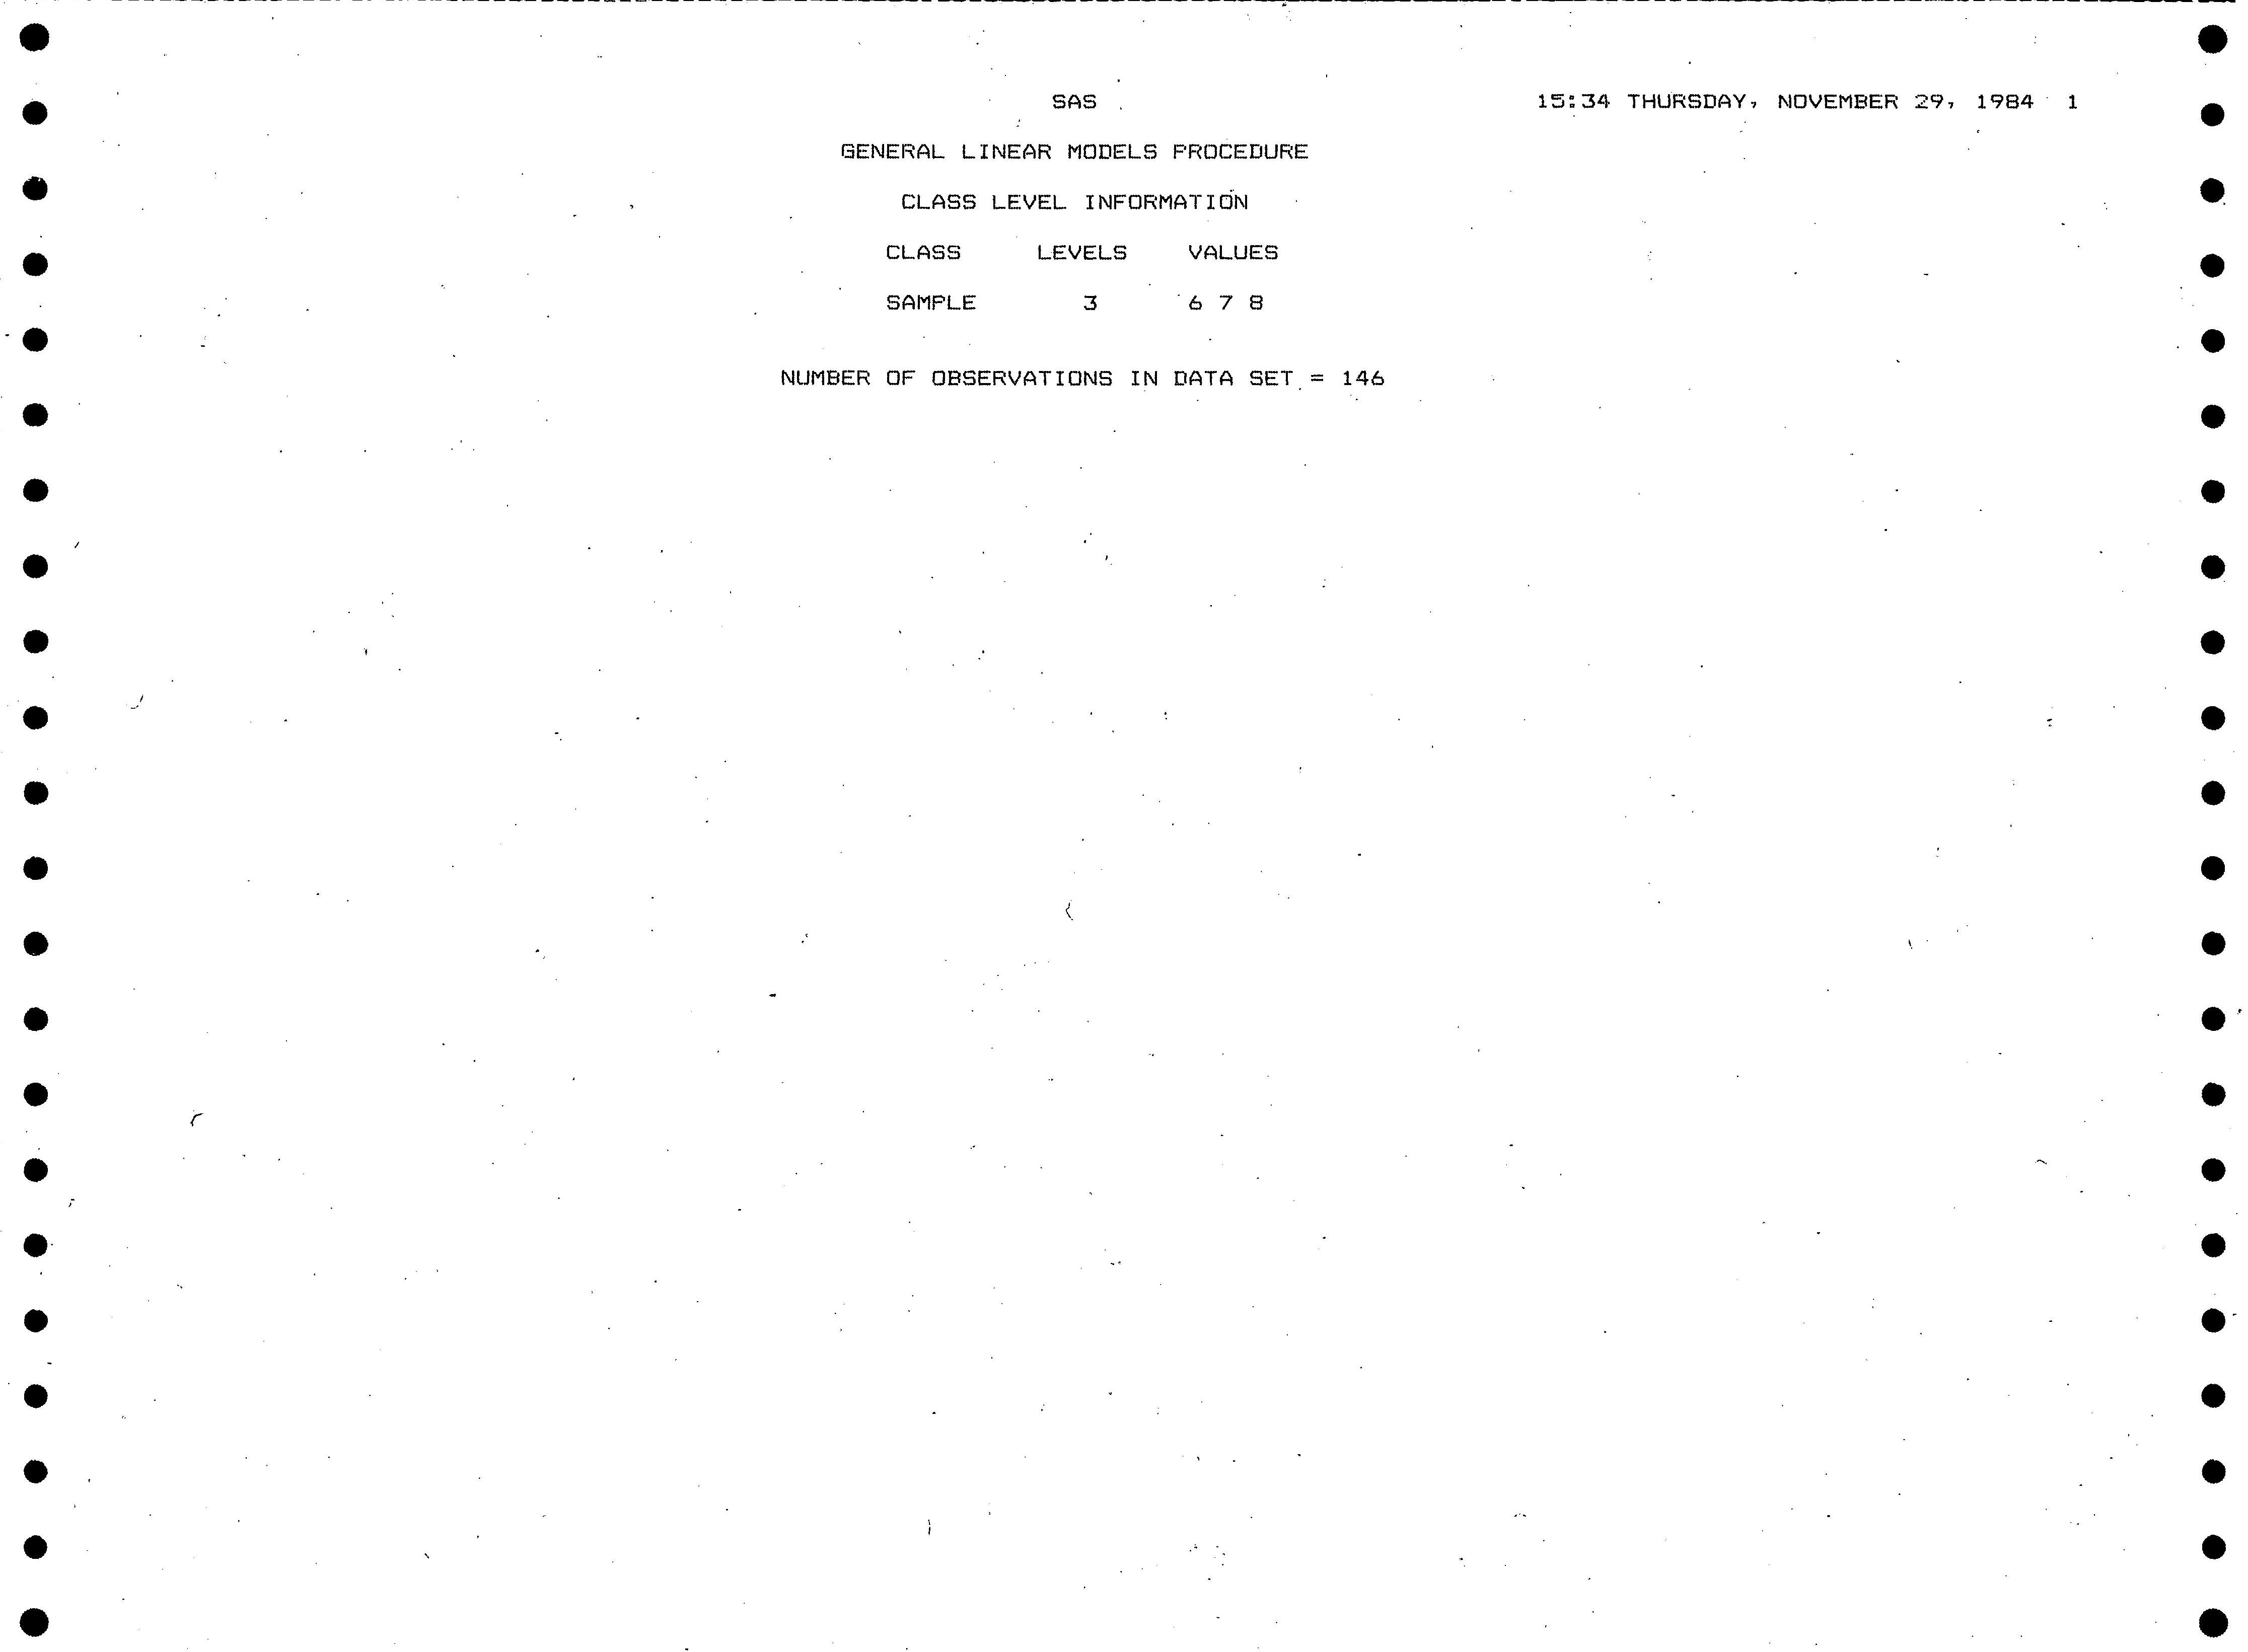 SAS 15:34 THURSDAY, NOVEMBER 29, 1984 1
GENERAL LINEAR MODELS PROCEDURE
CLASS LEVEL INFORMATION
CLASS LEVELS VALUES
SAMPLE 3 6 7 8
NUMBER OF OBSERVATIONS IN DATA SET = 146